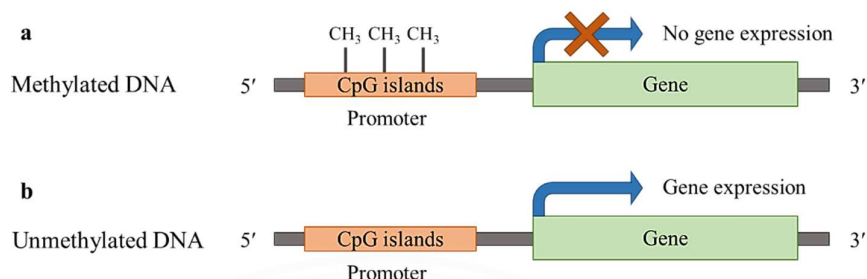 a
CH₃ CH₃ CH₃
No gene expression
Methylated DNA 5′ CpG islands Gene 3′
Promoter
b
Gene expression
Unmethylated DNA 5′ CpG islands Gene 3′
Promoter